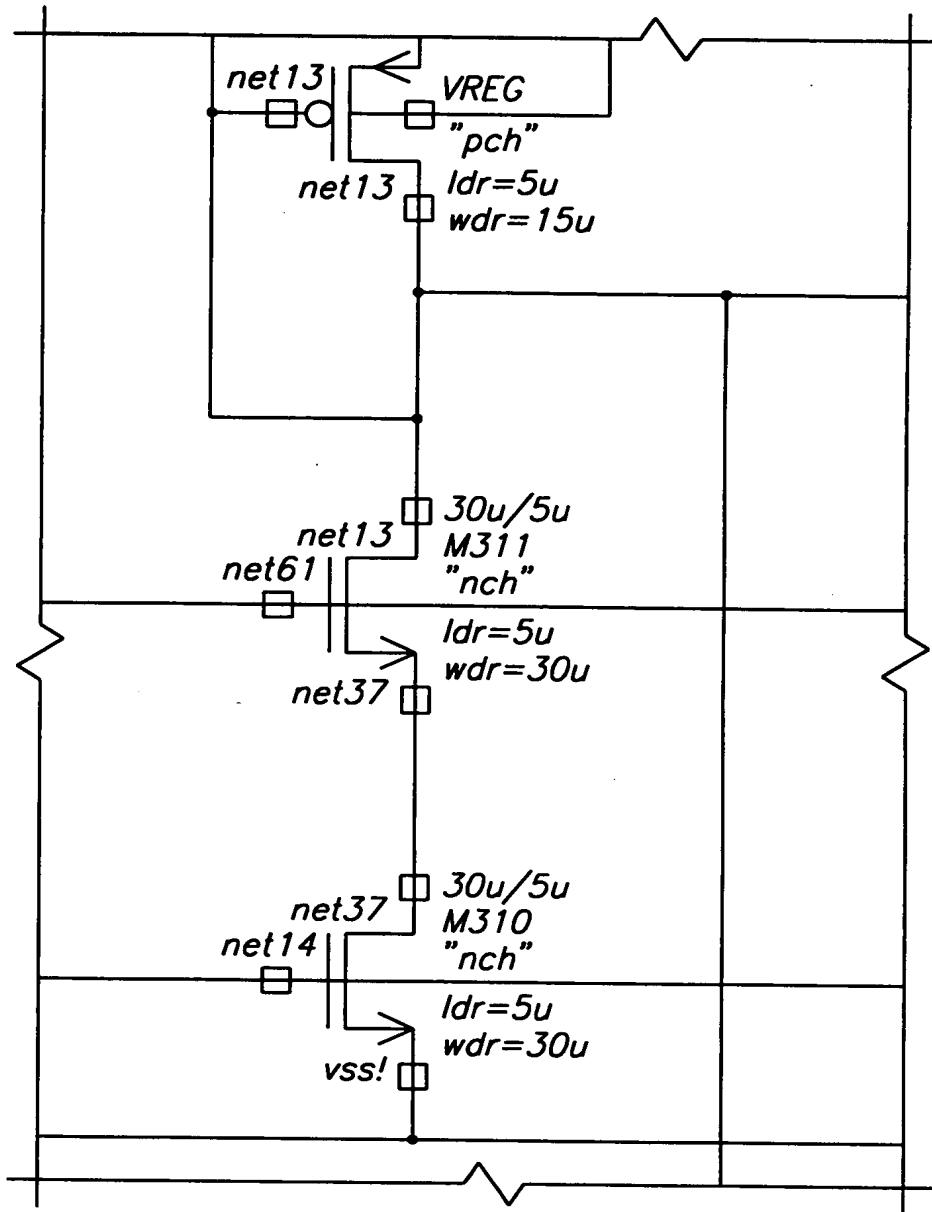 net13
VREG
"pch"
net13
ldr=5u
wdr=15u
30u/5u
net13
M311
net61
"nch"
ldr=5u
wdr=30u
net37
30u/5u
net37
M310
net14
"nch"
ldr=5u
wdr=30u
vss!